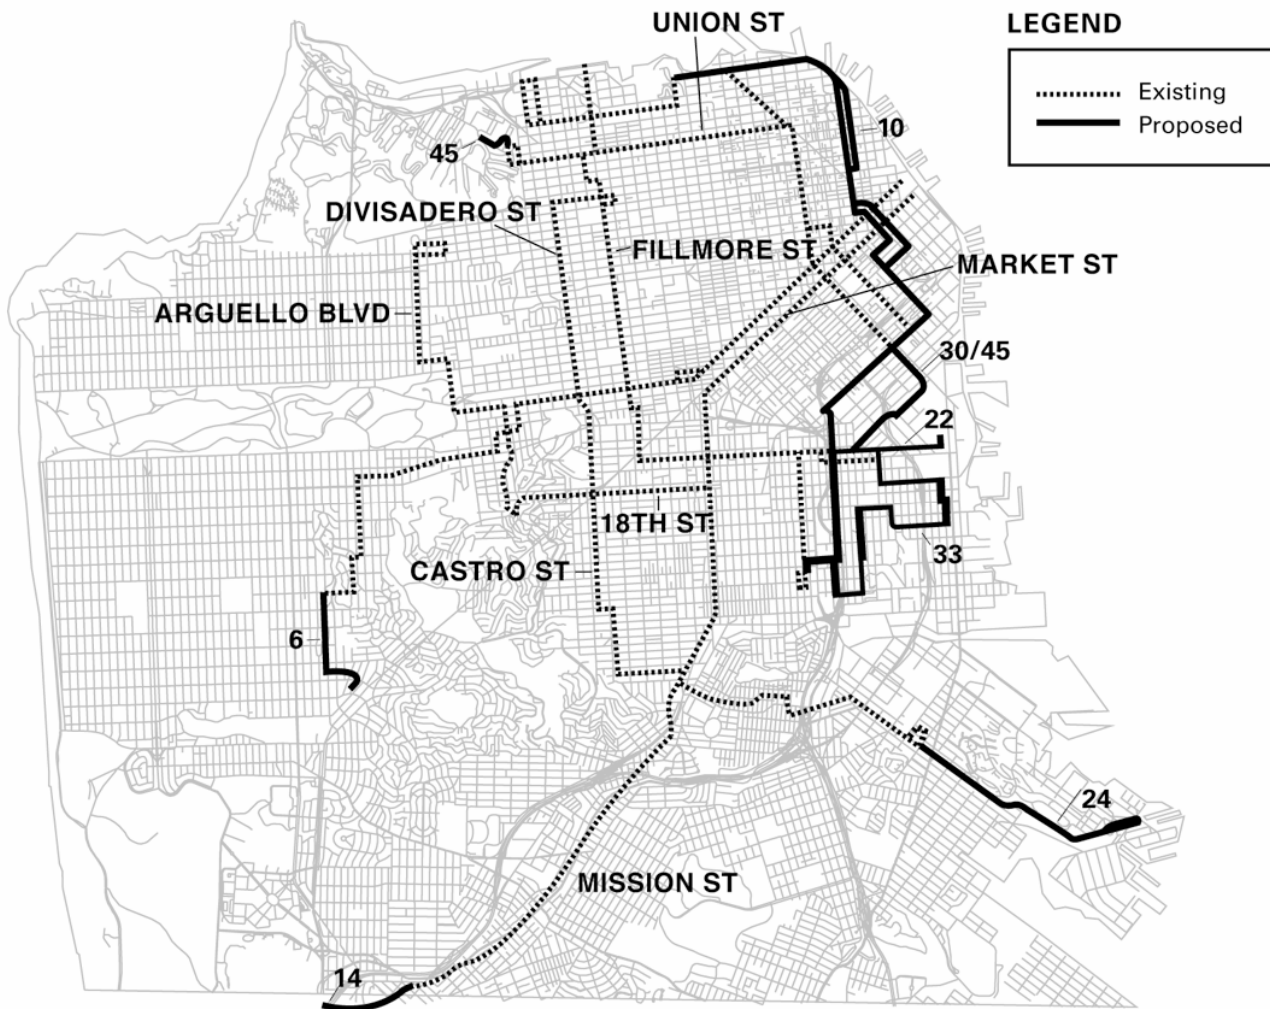 UNION ST
LEGEND
Existing
Proposed
10
45
DIVISADERO ST
FILLMORE ST
MARKET ST
ARGUELLO BLVD
30/45
22
18TH ST
33
CASTRO ST
6
24
MISSION ST
14